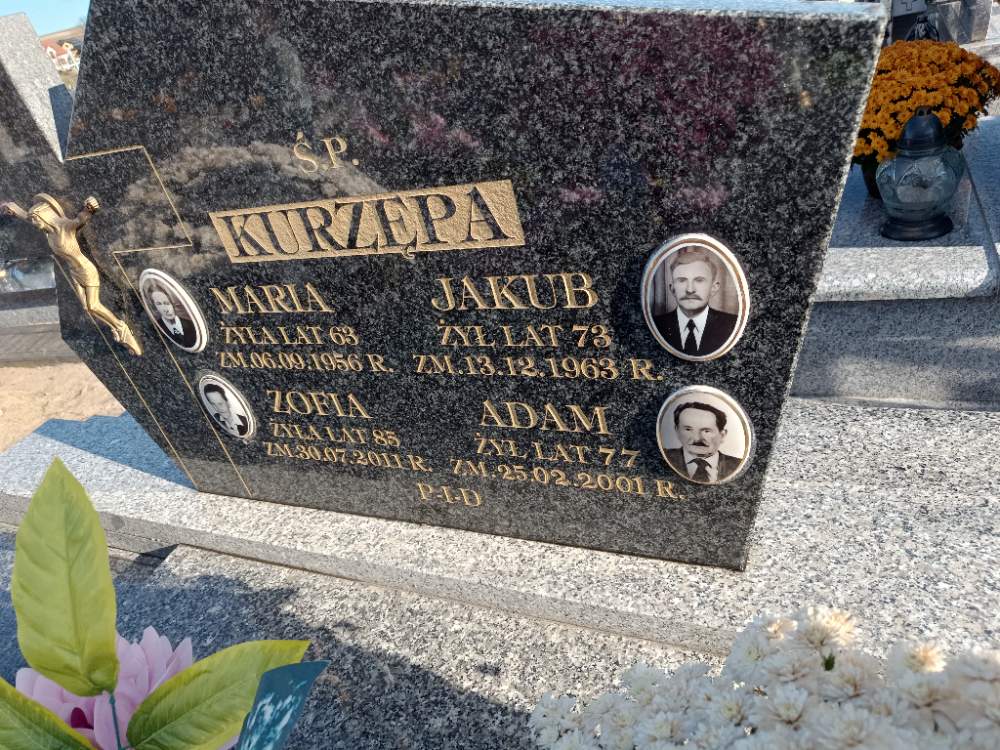 Ś.P.
KURZĘPA
MARIA
ŻYŁA LAT 63
ZM.06.09.1956 R.
JAKUB
ŻYŁ LAT 73
ZM.13.12.1963 R.
ZOFIA
ŻYŁA LAT 85
ZM.30.07.2011 R.
ADAM
ŻYŁ LAT 77
ZM.25.02.2001 R.
P-I-D